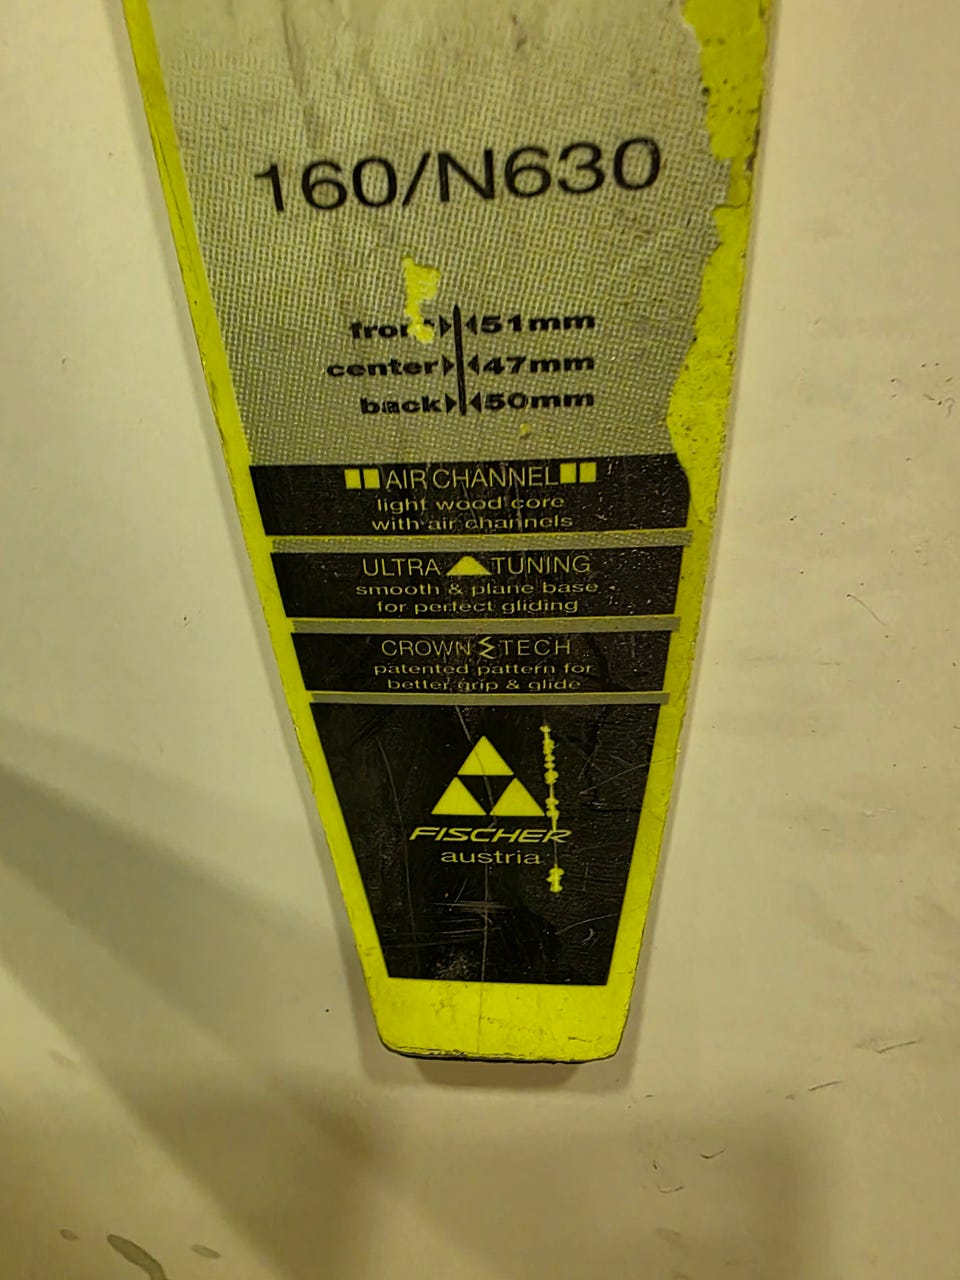 160/N630
front 51mm
center 47mm
back 50mm
AIR CHANNEL
light wood core
with air channels
ULTRA TUNING
smooth & plane base
for perfect gliding
CROWN TECH
patented pattern for
better grip & glide
FISCHER
austria